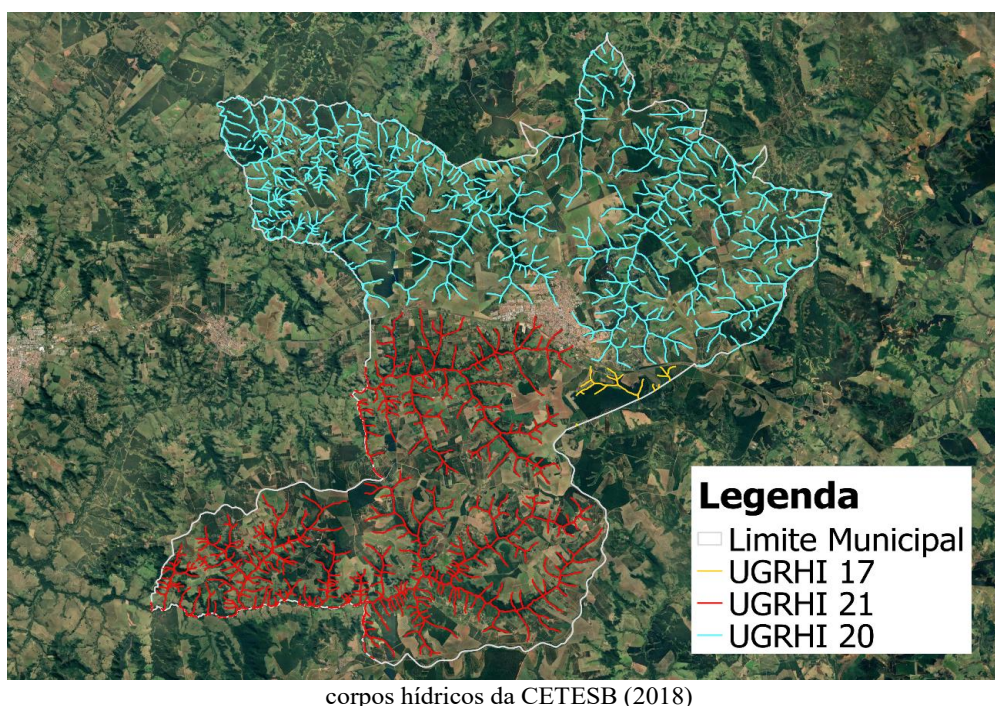 Legenda
Limite Municipal
UGRHI 17
UGRHI 21
UGRHI 20
corpos hídricos da CETESB (2018)